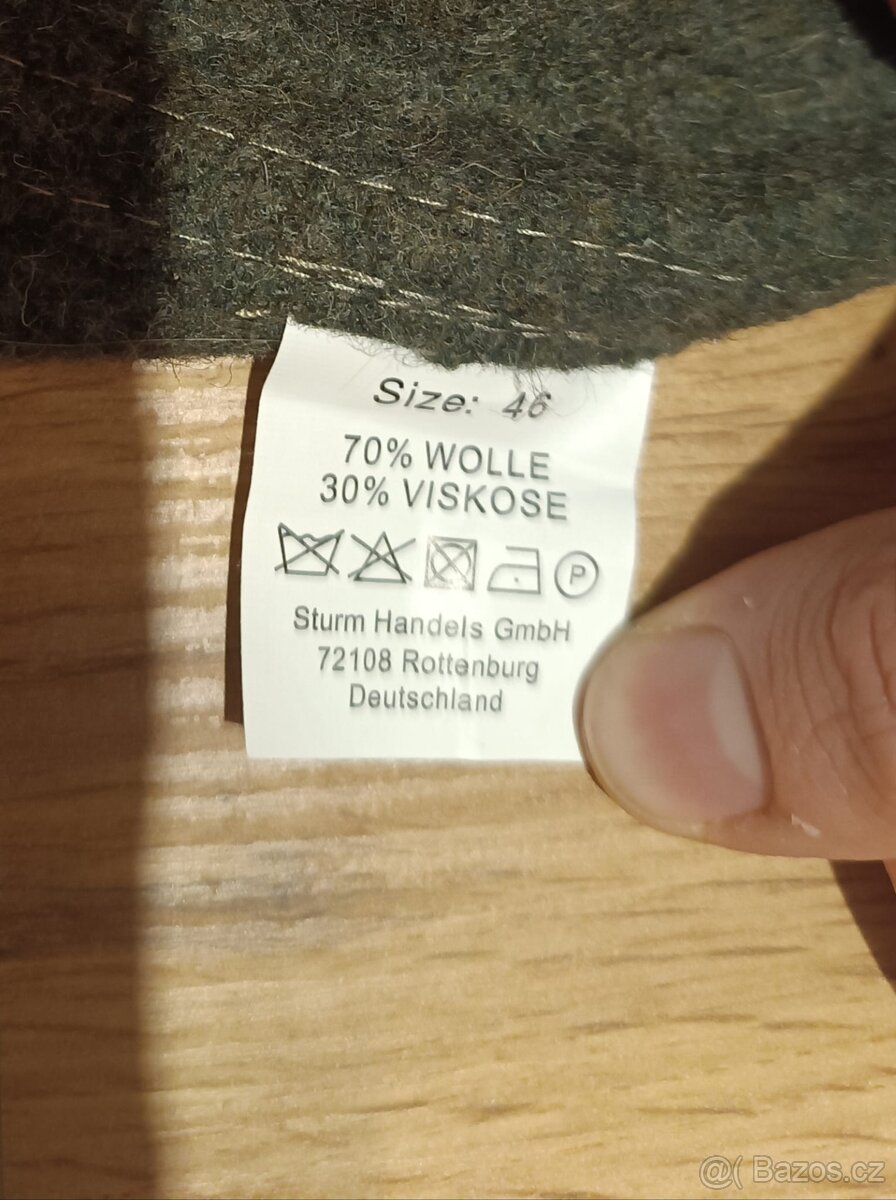 Size: 46
70% WOLLE
30% VISKOSE
P
Sturm Handels GmbH
72108 Rottenburg
Deutschland
@( Bazos.cz